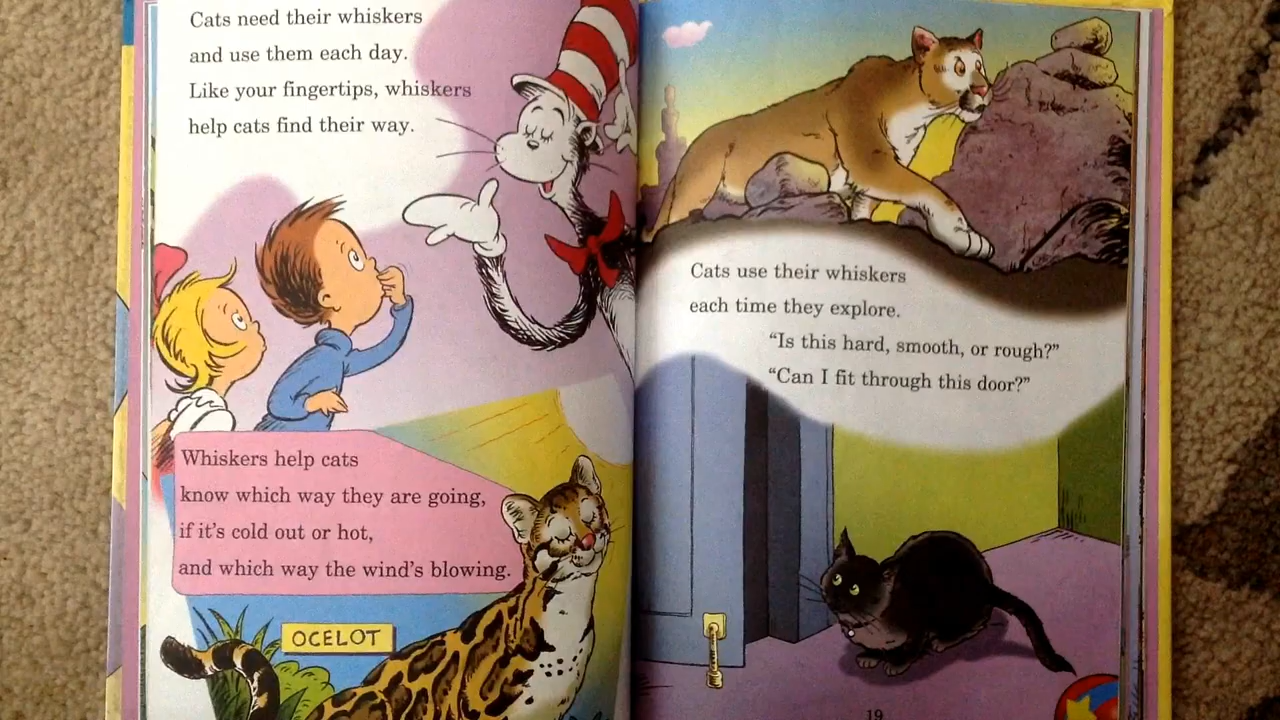 Cats need their whiskers
and use them each day.
Like your fingertips, whiskers
help cats find their way.
Whiskers help cats
know which way they are going,
if it's cold out or hot,
and which way the wind's blowing.
OCELOT
Cats use their whiskers
each time they explore.
“Is this hard, smooth, or rough?”
“Can I fit through this door?”
19